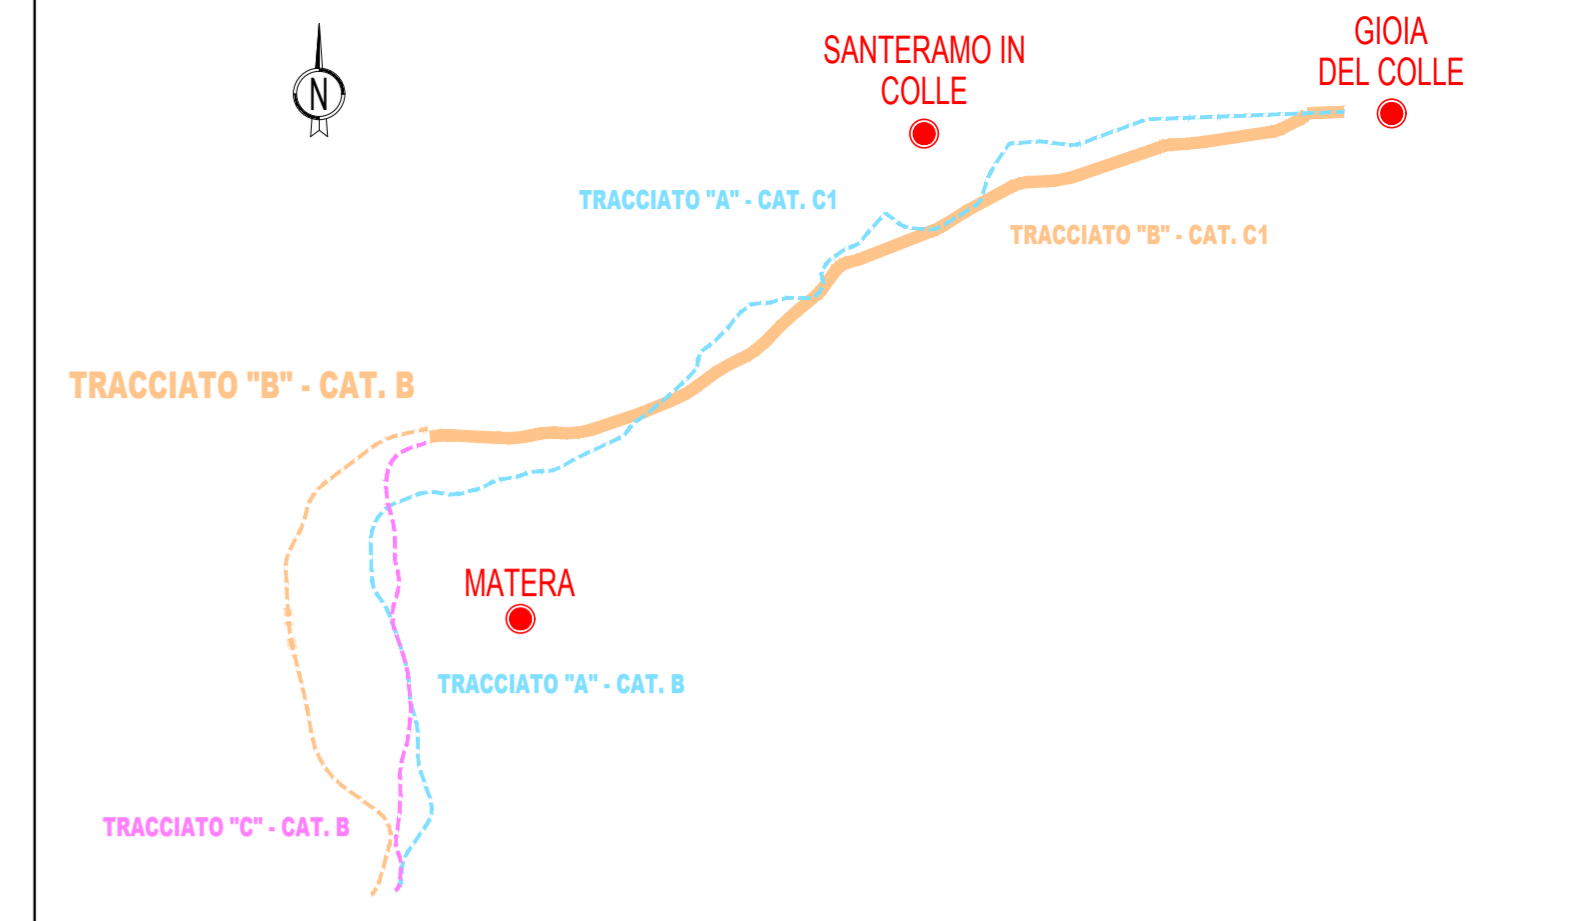 GIOIA
DEL COLLE
SANTERAMO IN
COLLE
N
TRACCIATO "A" - CAT. C1
TRACCIATO "B" - CAT. C1
TRACCIATO "B" - CAT. B
MATERA
TRACCIATO "A" - CAT. B
TRACCIATO "C" - CAT. B